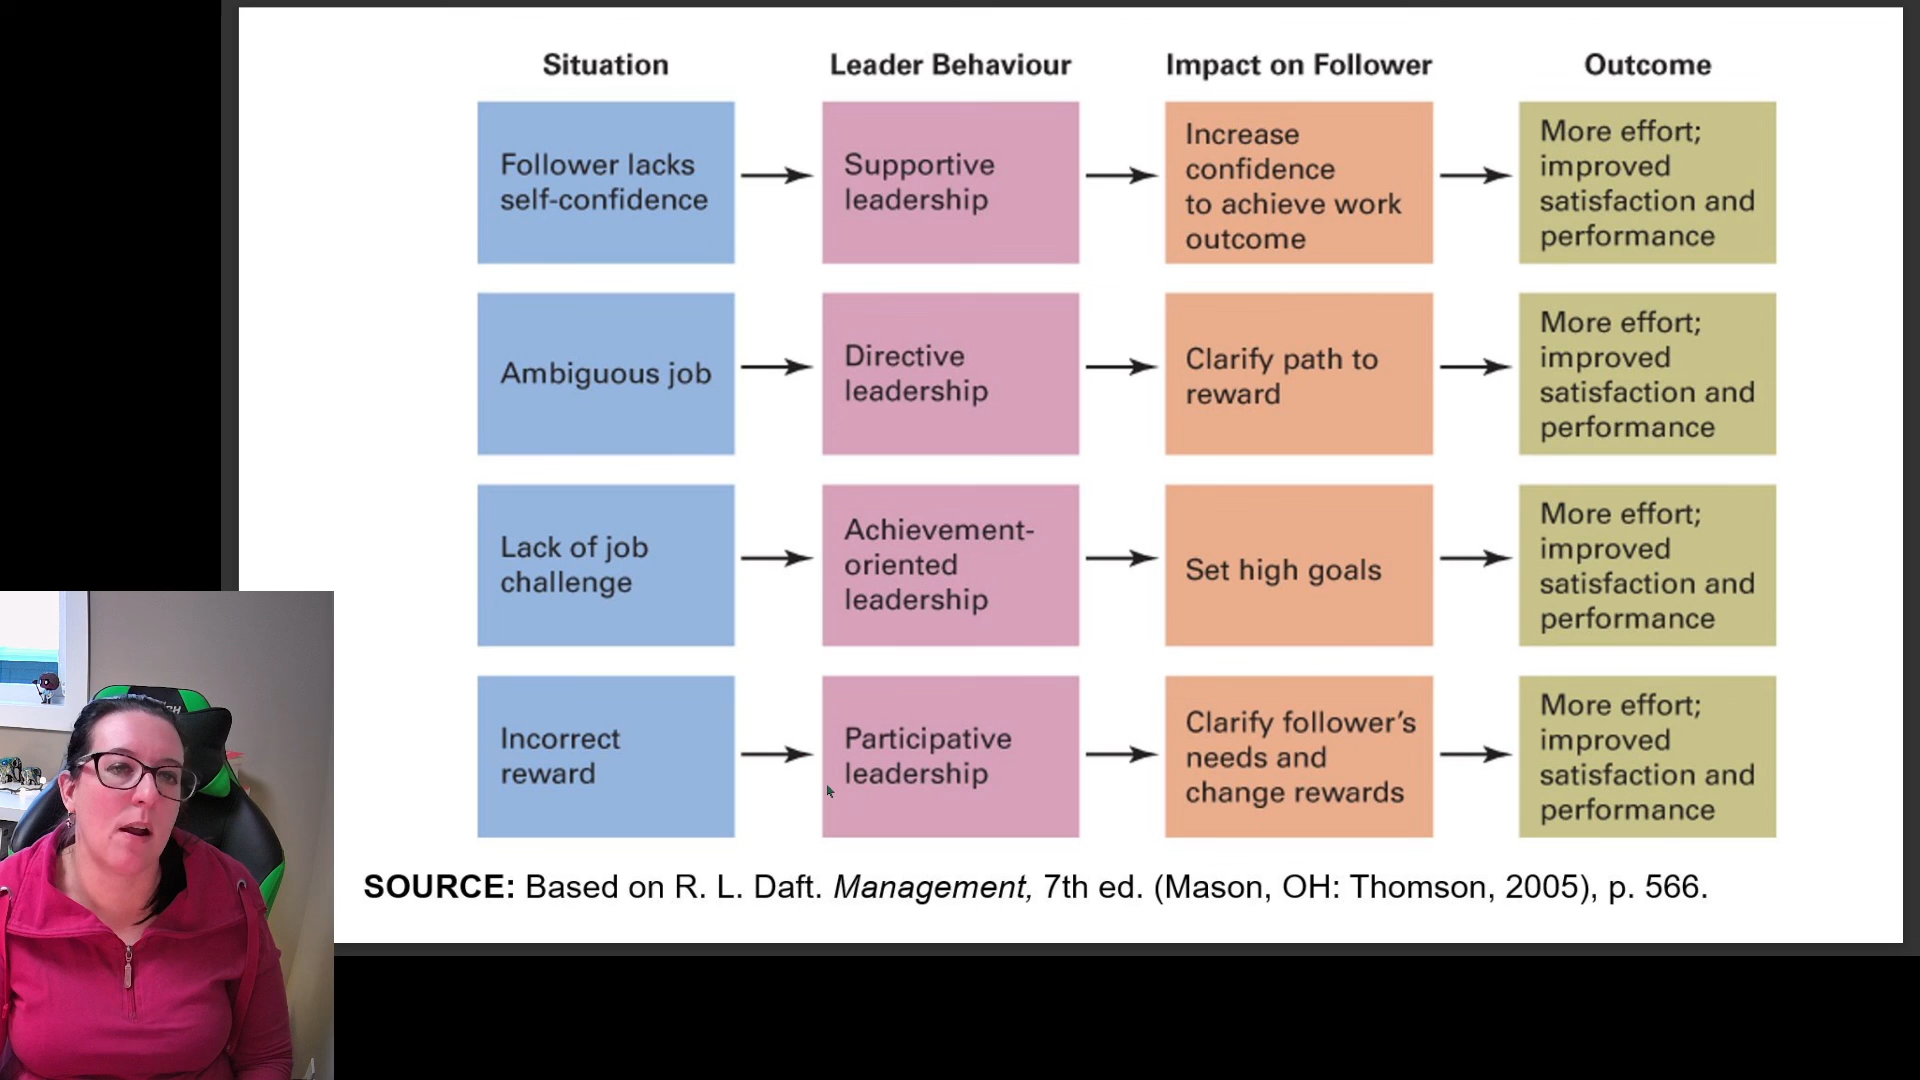 Situation
Leader Behaviour
Impact on Follower
Outcome
Follower lacks
self-confidence
Supportive
leadership
Increase
confidence
to achieve work
outcome
More effort;
improved
satisfaction and
performance
Ambiguous job
Directive
leadership
Clarify path to
reward
More effort;
improved
satisfaction and
performance
Lack of job
challenge
Achievement-
oriented
leadership
Set high goals
More effort;
improved
satisfaction and
performance
Incorrect
reward
Participative
leadership
Clarify follower’s
needs and
change rewards
More effort;
improved
satisfaction and
performance
SOURCE: Based on R. L. Daft. Management, 7th ed. (Mason, OH: Thomson, 2005), p. 566.